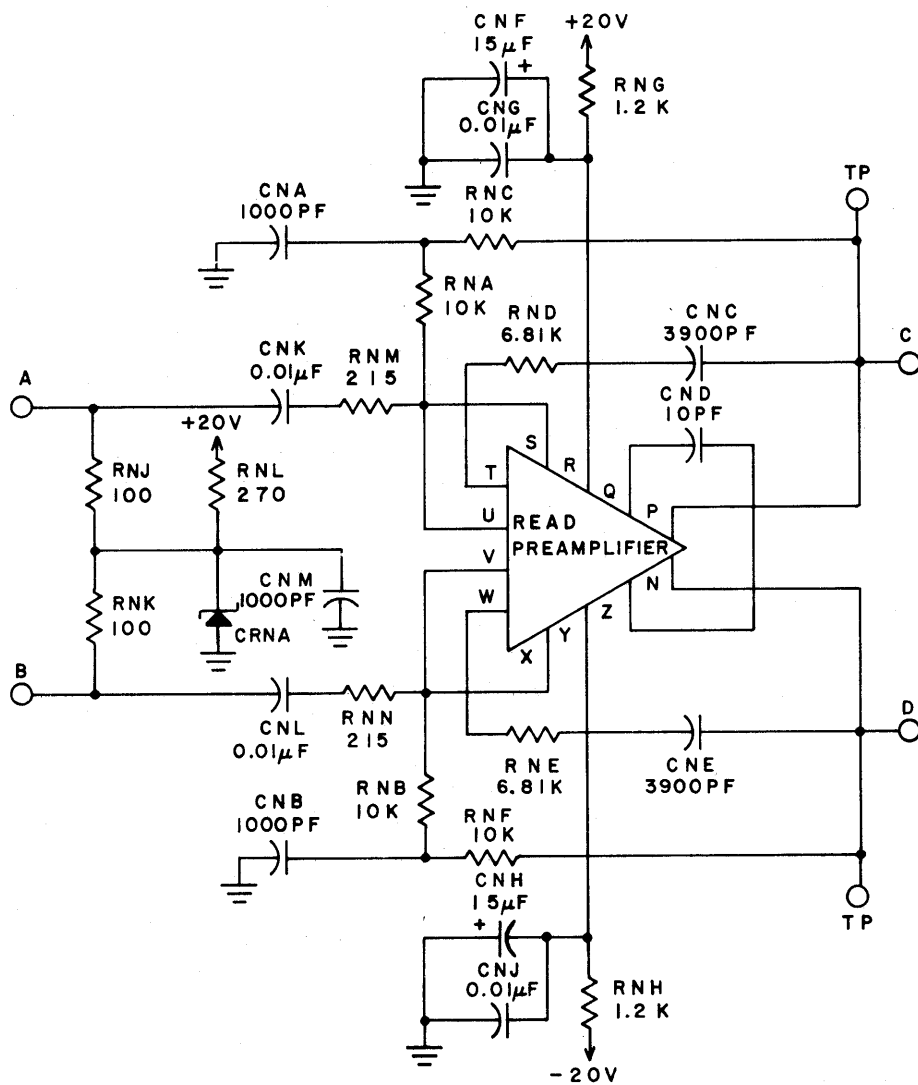 CNF
15µF
+
+20V
RNG
1.2K
CNG
0.01µF
TP
CNA
1000PF
RNC
10K
RNA
10K
RND
6.81K
CNC
3900PF
C
A
CNK
0.01µF
RNM
215
CND
10PF
+20V
RNJ
100
RNL
270
S
R
Q
T
P
U
READ
PREAMPLIFIER
V
N
W
Z
CNM
1000PF
RNK
100
CRNA
X
Y
B
CNL
0.01µF
RNN
215
D
RNE
6.81K
CNE
3900PF
RNB
10K
CNB
1000PF
RNF
10K
CNH
15µF
+
TP
CNJ
0.01µF
RNH
1.2K
-20V